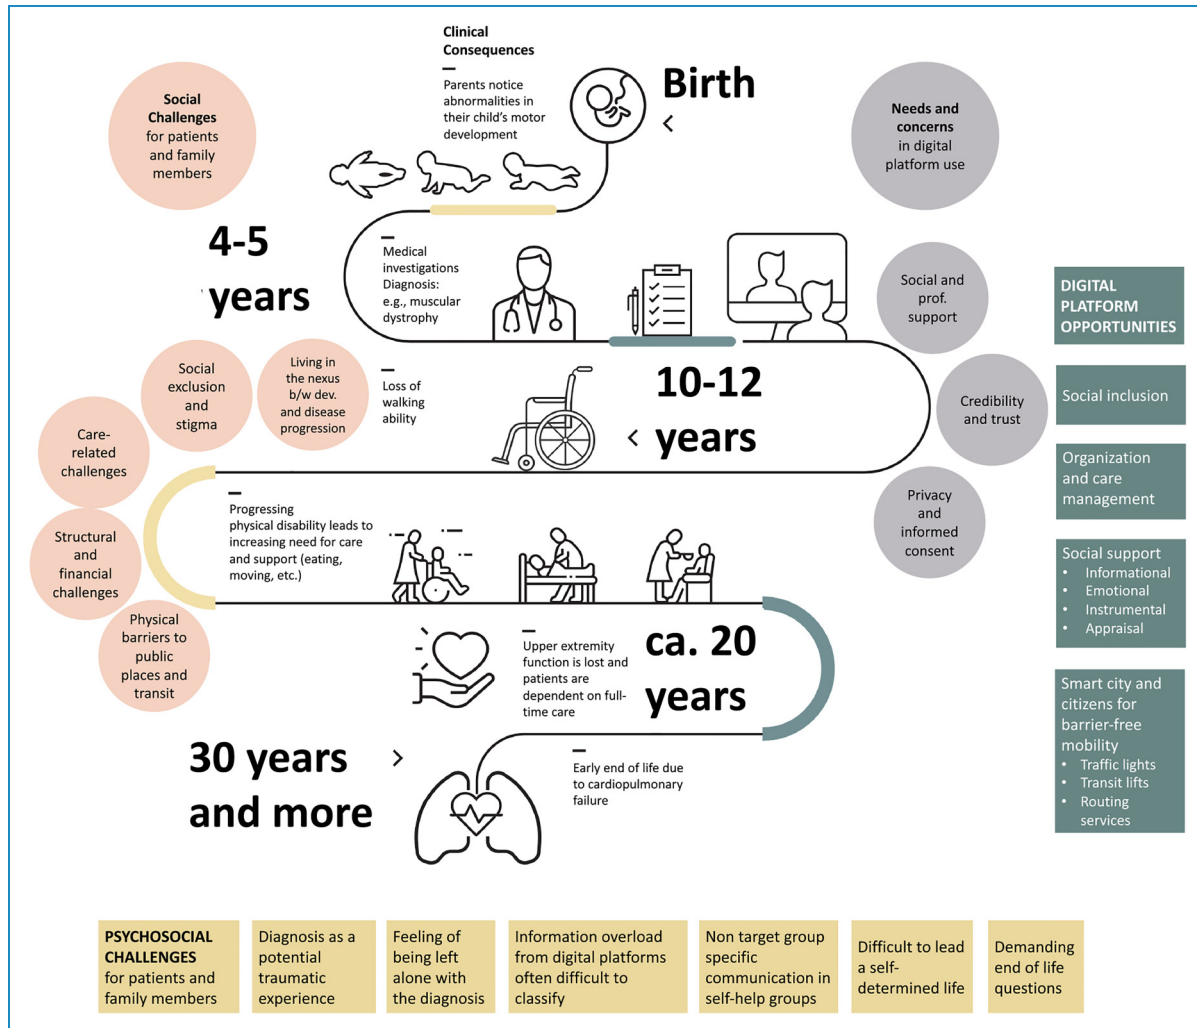 Clinical
Consequences
Parents notice
abnormalities in
their child's motor
development
Birth
Social
Challenges
for patients
and family
members
Needs and
concerns
in digital
platform use
4-5
years
Medical
investigations
Diagnosis:
e.g., muscular
dystrophy
Social and
prof.
support
DIGITAL
PLATFORM
OPPORTUNITIES
Social
exclusion
and
stigma
Living in
the nexus
b/w dev.
and disease
progression
Loss of
walking
ability
10-12
years
Credibility
and trust
Social inclusion
Care-
related
challenges
Organization
and care
management
Privacy
and
informed
consent
Structural
and
financial
challenges
Progressing
physical disability leads to
increasing need for care
and support (eating,
moving, etc.)
Social support
• Informational
• Emotional
• Instrumental
• Appraisal
Physical
barriers to
public
places and
transit
Upper extremity
function is lost and
patients are
dependent on full-
time care
ca. 20
years
Smart city and
citizens for
barrier-free
mobility
• Traffic lights
• Transit lifts
• Routing
services
30 years
and more
Early end of life due
to cardiopulmonary
failure
PSYCHOSOCIAL
CHALLENGES
for patients and
family members
Diagnosis as a
potential
traumatic
experience
Feeling of
being left
alone with
the diagnosis
Information overload
from digital platforms
often difficult to
classify
Non target group
specific
communication in
self-help groups
Difficult to lead
a self-
determined life
Demanding
end of life
questions